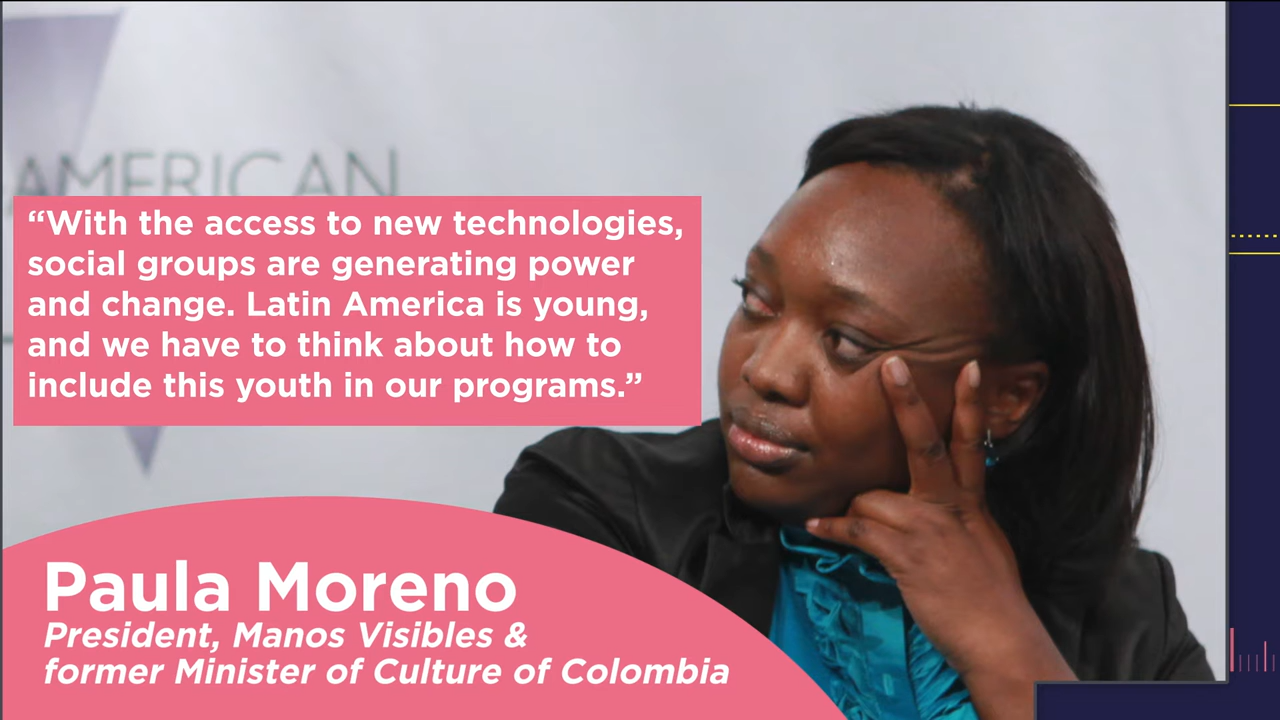 AMERICAN
“With the access to new technologies,
social groups are generating power
and change. Latin America is young,
and we have to think about how to
include this youth in our programs.”
Paula Moreno
President, Manos Visibles &
former Minister of Culture of Colombia